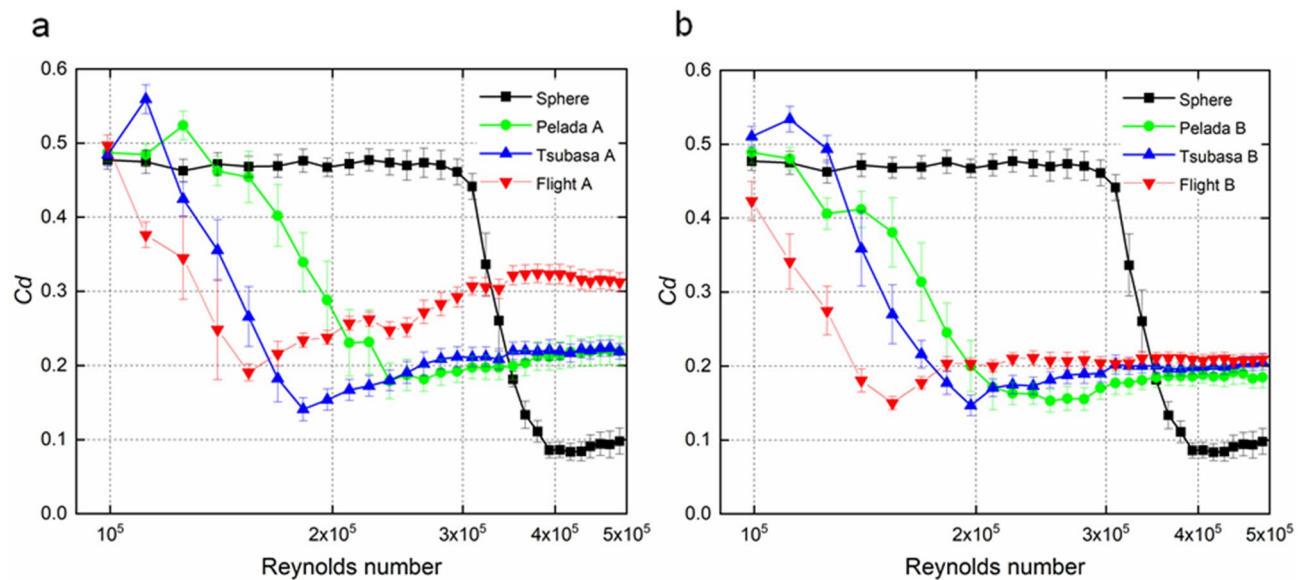 a
0.6
0.5
0.4
0.3
0.2
0.1
0.0
Cd
Sphere
Pelada A
Tsubasa A
Flight A
10⁵
2x10⁵
3x10⁵
4x10⁵
5x10⁵
Reynolds number
b
0.6
0.5
0.4
0.3
0.2
0.1
0.0
Cd
Sphere
Pelada B
Tsubasa B
Flight B
10⁵
2x10⁵
3x10⁵
4x10⁵
5x10⁵
Reynolds number